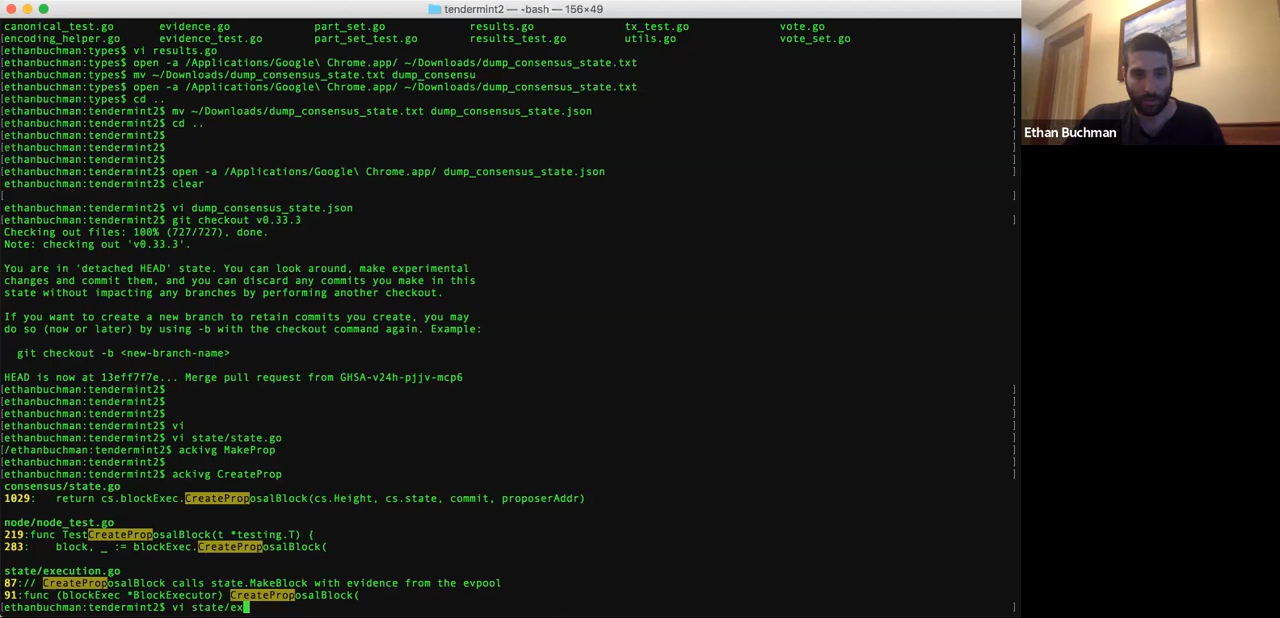 tendermint2 — -bash — 156×49
canonical_test.go evidence.go part_set.go results.go tx_test.go vote.go
[encoding_helper.go evidence_test.go part_set_test.go results_test.go utils.go vote_set.go ]
[ethanbuchman:types$ vi results.go
[ethanbuchman:types$ open -a /Applications/Google\ Chrome.app/ ~/Downloads/dump_consensus_state.txt ]
[ethanbuchman:types$ mv ~/Downloads/dump_consensus_state.txt dump_consensu ]
[ethanbuchman:types$ open -a /Applications/Google\ Chrome.app/ ~/Downloads/dump_consensus_state.txt ]
[ethanbuchman:types$ cd .. ]
[ethanbuchman:tendermint2$ mv ~/Downloads/dump_consensus_state.txt dump_consensus_state.json ]
[ethanbuchman:tendermint2$ cd .. ]
[ethanbuchman:tendermint2$ ]
[ethanbuchman:tendermint2$ ]
[ethanbuchman:tendermint2$ ]
[ethanbuchman:tendermint2$ open -a /Applications/Google\ Chrome.app/ dump_consensus_state.json ]
ethanbuchman:tendermint2$ clear
[ ]
ethanbuchman:tendermint2$ vi dump_consensus_state.json
[ethanbuchman:tendermint2$ git checkout v0.33.3 ]
Checking out files: 100% (727/727), done.
Note: checking out 'v0.33.3'.
You are in 'detached HEAD' state. You can look around, make experimental
changes and commit them, and you can discard any commits you make in this
state without impacting any branches by performing another checkout.
If you want to create a new branch to retain commits you create, you may
do so (now or later) by using -b with the checkout command again. Example:
git checkout -b <new-branch-name>
HEAD is now at 13eff7f7e... Merge pull request from GHSA-v24h-pjjv-mcp6
[ethanbuchman:tendermint2$ ]
[ethanbuchman:tendermint2$ ]
[ethanbuchman:tendermint2$ ]
[ethanbuchman:tendermint2$ vi ]
[ethanbuchman:tendermint2$ vi state/state.go ]
[/ethanbuchman:tendermint2$ ackivg MakeProp ]
[ethanbuchman:tendermint2$ ]
[ethanbuchman:tendermint2$ ackivg CreateProp ]
consensus/state.go
1029: return cs.blockExec.CreateProposalBlock(cs.Height, cs.state, commit, proposerAddr)
node/node_test.go
219:func TestCreateProposalBlock(t *testing.T) {
283: block, _ := blockExec.CreateProposalBlock(
state/execution.go
87:// CreateProposalBlock calls state.MakeBlock with evidence from the evpool
91:func (blockExec *BlockExecutor) CreateProposalBlock(
[ethanbuchman:tendermint2$ vi state/ex ]
Ethan Buchman